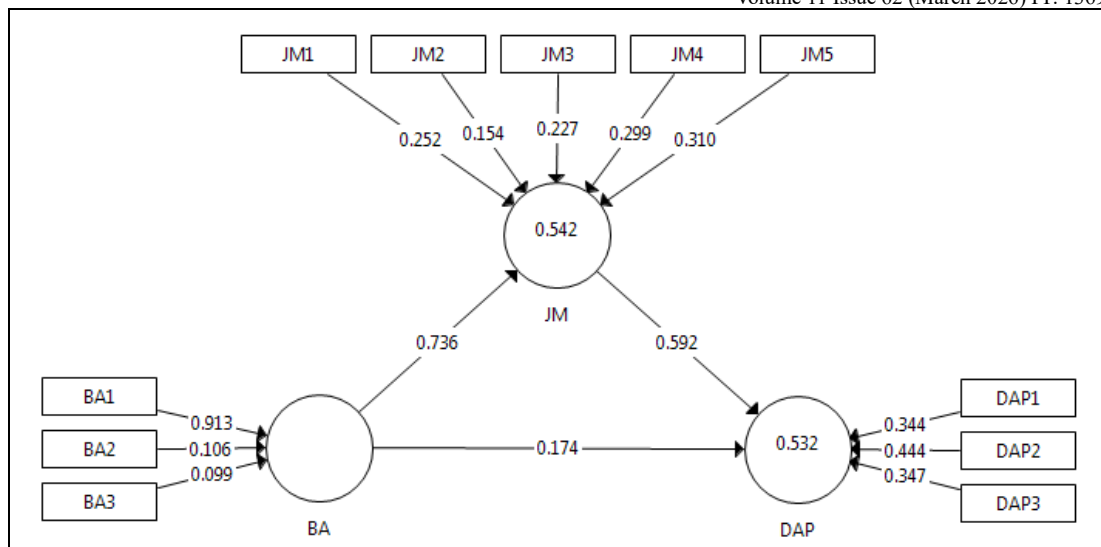 Volume 11 Issue 62 (March 2026) PP. 1309
JM1 JM2 JM3 JM4 JM5
0.252 0.154 0.227 0.299 0.310
0.542
JM
0.736 0.592
BA1 DAP1
0.913 0.344
BA2 0.106 0.174 0.532 0.444 DAP2
0.099 0.347
BA3 DAP3
BA DAP